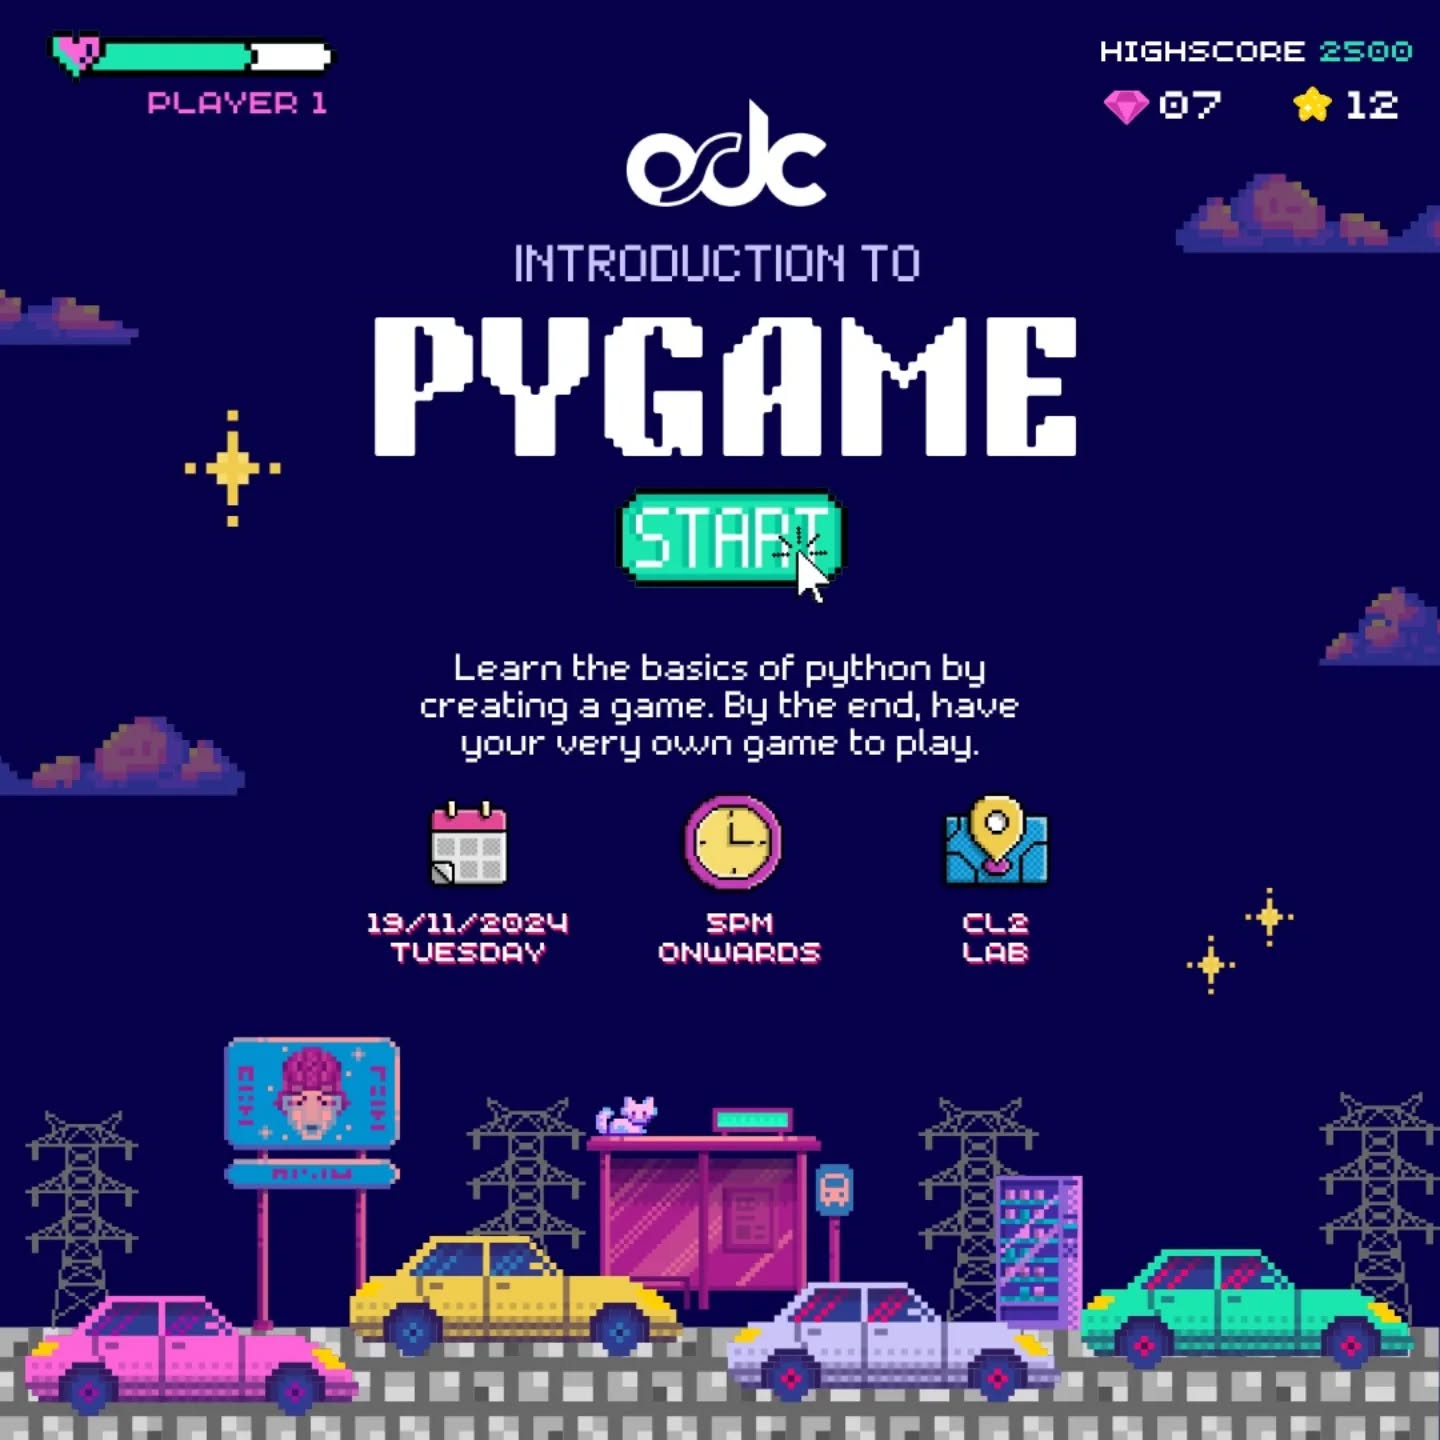 PLAYER 1
HIGHSCORE 2500
07 12
osdc
INTRODUCTION TO
PYGAME
START
Learn the basics of python by
creating a game. By the end, have
your very own game to play.
19/11/2024
TUESDAY
5PM
ONWARDS
CL2
LAB